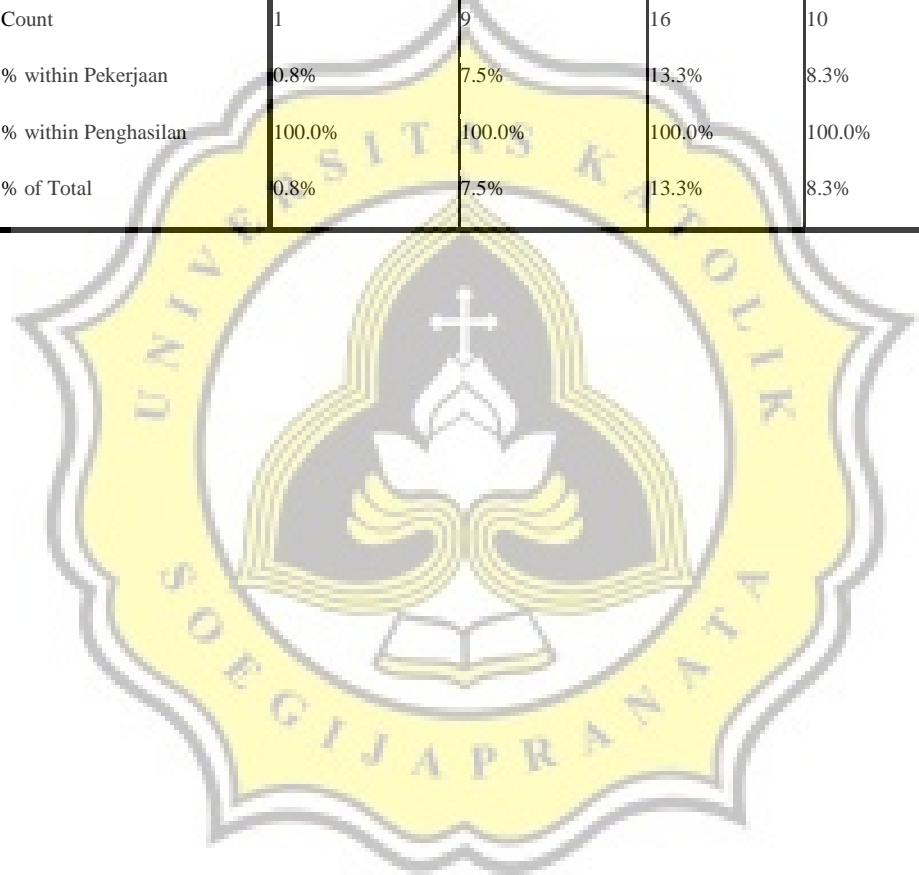 Count 1 9 16 10
% within Pekerjaan 0.8% 7.5% 13.3% 8.3%
% within Penghasilan 100.0% 100.0% 100.0% 100.0%
% of Total 0.8% 7.5% 13.3% 8.3%
UNIVERSITAS KATOLIK
SOEGIJAPRANATA